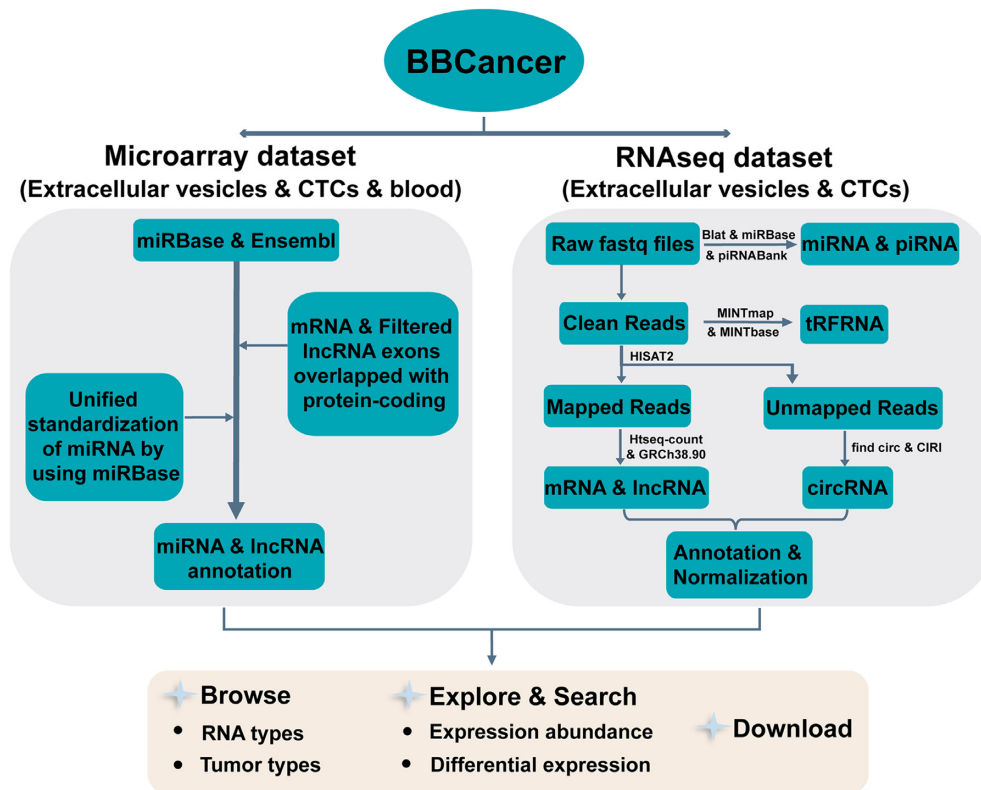 BBCancer
Microarray dataset
(Extracellular vesicles & CTCs & blood)
miRBase & Ensembl
mRNA & Filtered
lncRNA exons
overlapped with
protein-coding
Unified
standardization
of miRNA by
using miRBase
miRNA & lncRNA
annotation
RNAseq dataset
(Extracellular vesicles & CTCs)
Raw fastq files
Blat & miRBase
& piRNABank
miRNA & piRNA
Clean Reads
MINTmap
& MINTbase
tRFRNA
HISAT2
Mapped Reads
Unmapped Reads
Htseq-count
& GRCh38.90
find circ & CIRI
mRNA & lncRNA
circRNA
Annotation &
Normalization
Browse
RNA types
Tumor types
Explore & Search
Expression abundance
Differential expression
Download